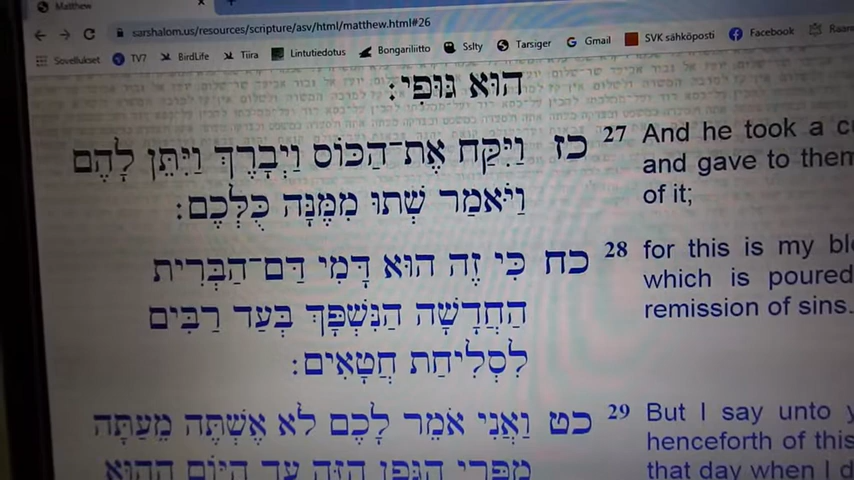 Matthew
sarshalom.us/resources/scripture/asv/html/matthew.html#26
Sovellukset TV7 BirdLife Tiira Lintutiedotus Bongariliitto Sslty Tarsiger Gmail SVK sähköposti Facebook
הוּא גוּפִי׃
כז וַיִּקַּח אֶת־הַכּוֹס וַיְבָרֶךְ וַיִּתֵּן לָהֶם
וַיֹּאמַר שְׁתוּ מִמֶּנָּה כֻּלְּכֶם׃
27 And he took a
and gave to them
of it;
כח כִּי זֶה הוּא דָּמִי דַּם־הַבְּרִית
הַחֲדָשָׁה הַנִּשְׁפָּךְ בְּעַד רַבִּים
לִסְלִיחַת חֲטָאִים׃
28 for this is my
which is poured
remission of sins.
כט וַאֲנִי אֹמֵר לָכֶם לֹא אֶשְׁתֶּה מֵעַתָּה
מִפְּרִי הַגֶּפֶן הַזֶּה עַד הַיּוֹם הַהוּא
29 But I say unto
henceforth of this
that day when I